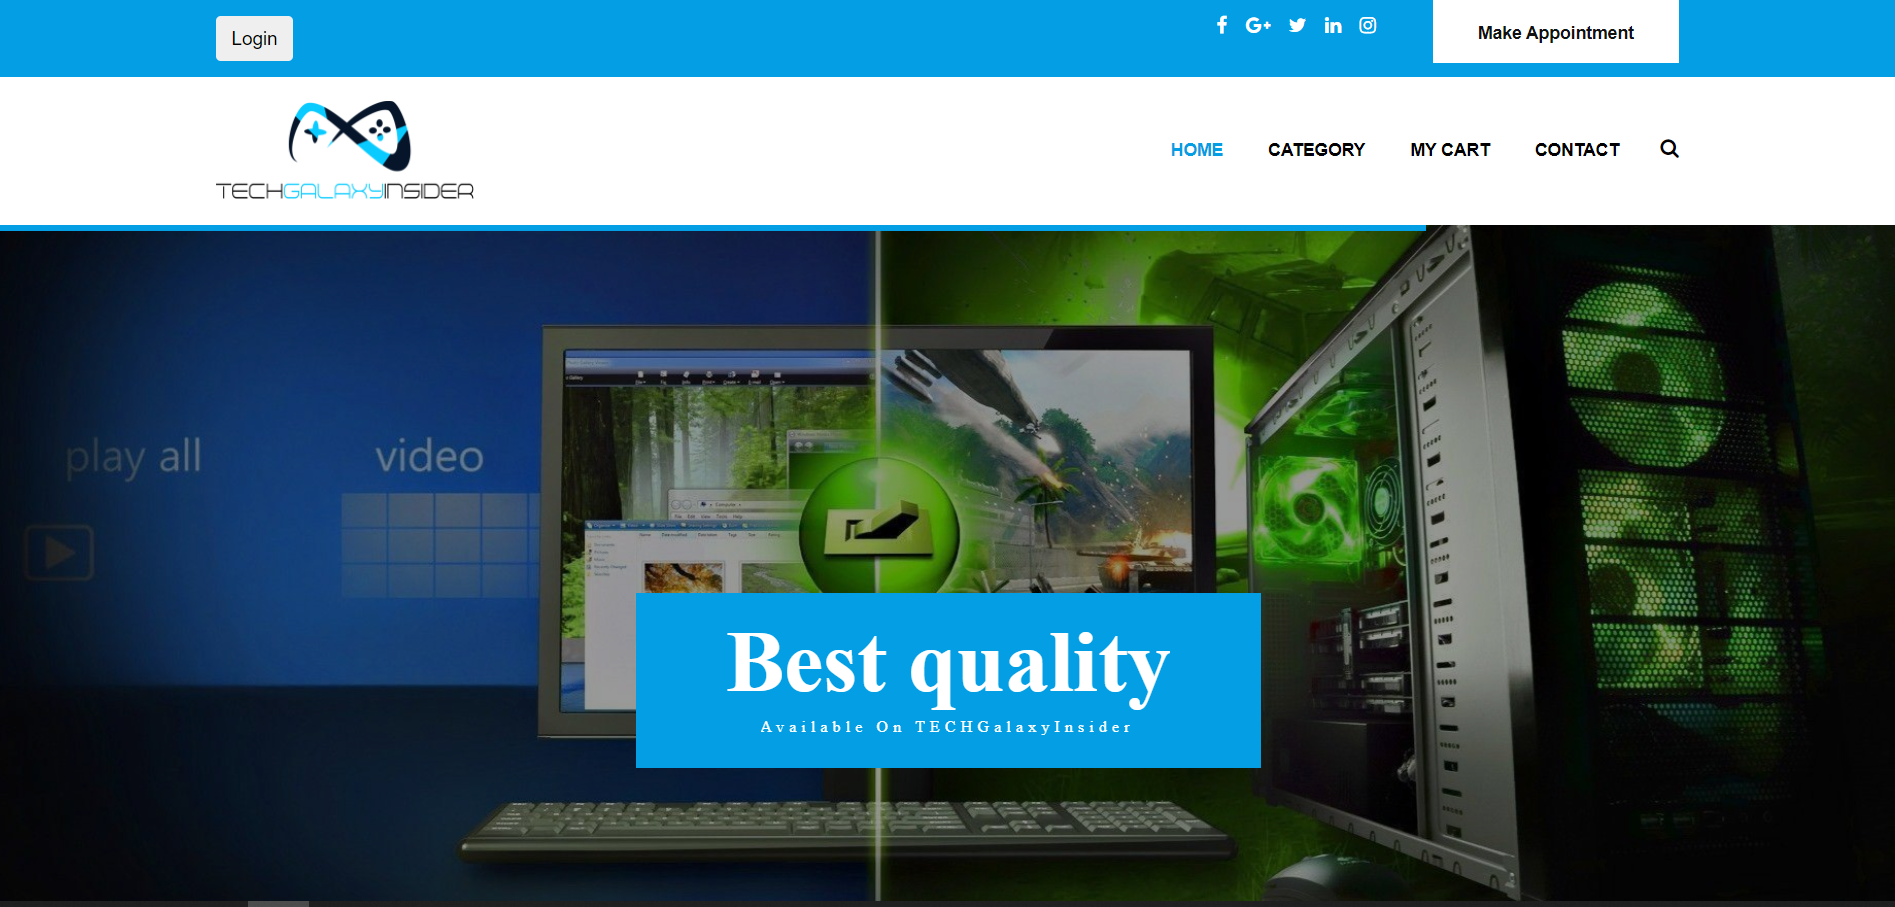 Login
Make Appointment
TECHGALAXYINSIDER
HOME
CATEGORY
MY CART
CONTACT
play all
video
Best quality
Available On TECHGalaxyInsider